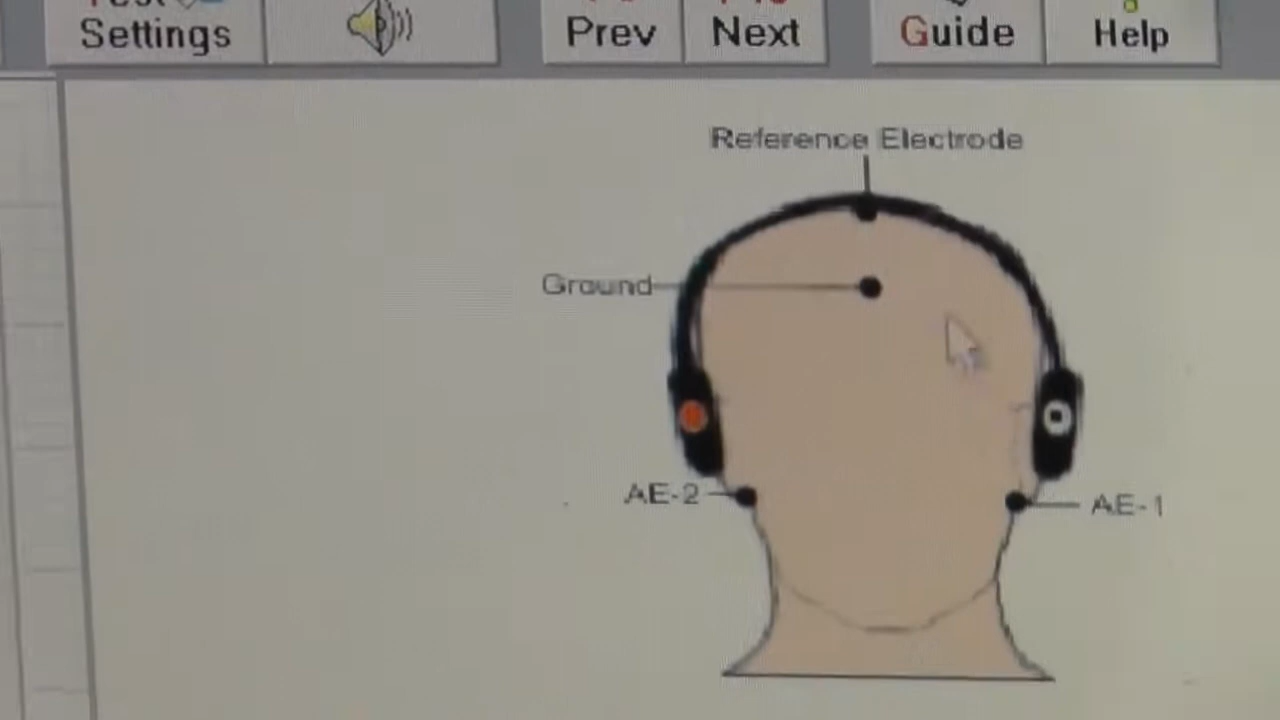 Settings
Prev
Next
Guide
Help
Reference Electrode
Ground
AE-2
AE-1